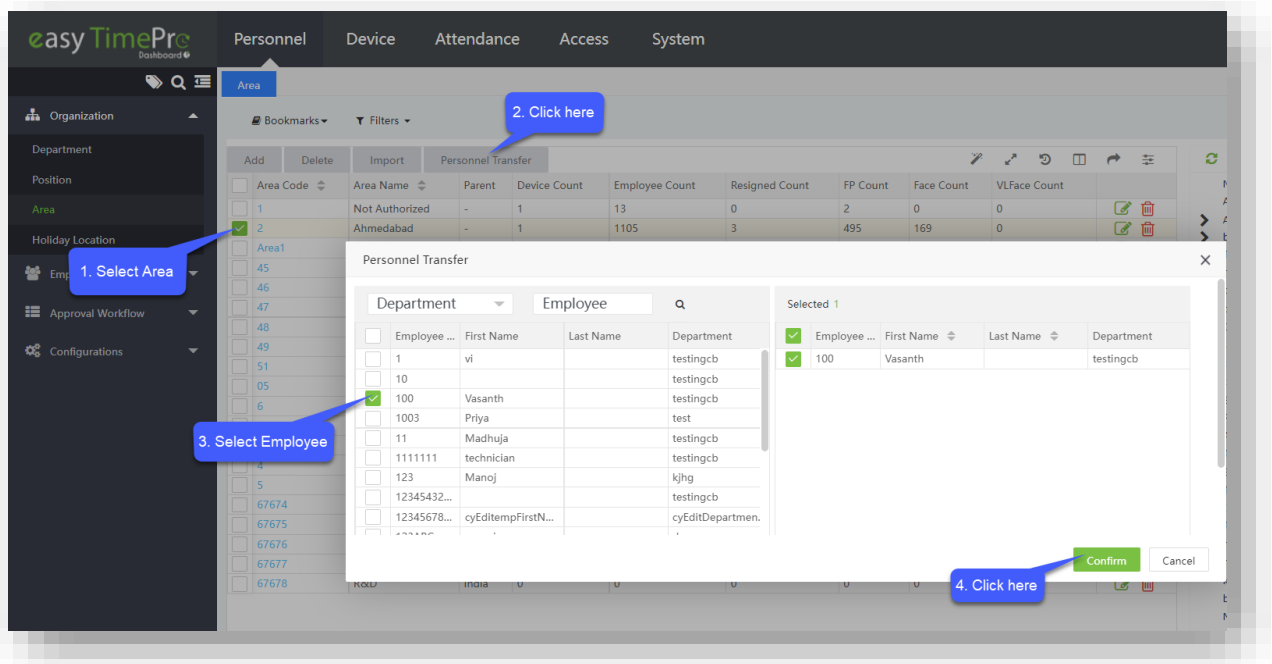 easy TimePro
Dashboard
Personnel Device Attendance Access System
Area
Organization
Department
Position
Area
Holiday Location
Emp
Approval Workflow
Configurations
Bookmarks Filters
2. Click here
Add Delete Import Personnel Transfer
Area Code Area Name Parent Device Count Employee Count Resigned Count FP Count Face Count VLFace Count
1 Not Authorized - 1 13 0 2 0 0
2 Ahmedabad - 1 1105 3 495 169 0
Area1
45
46
47
48
49
51
05
6
4
5
67674
67675
67676
67677
67678 R&D India 0 0 0 0 0 0
1. Select Area
Personnel Transfer
Department Employee
Employee ... First Name Last Name Department
1 vi testingcb
10 testingcb
100 Vasanth testingcb
1003 Priya test
11 Madhuja testingcb
1111111 technician testingcb
123 Manoj kjhg
12345432... testingcb
12345678... cyEditempFirstN... cyEditDepartmen.
3. Select Employee
Selected 1
Employee ... First Name Last Name Department
100 Vasanth testingcb
Confirm Cancel
4. Click here